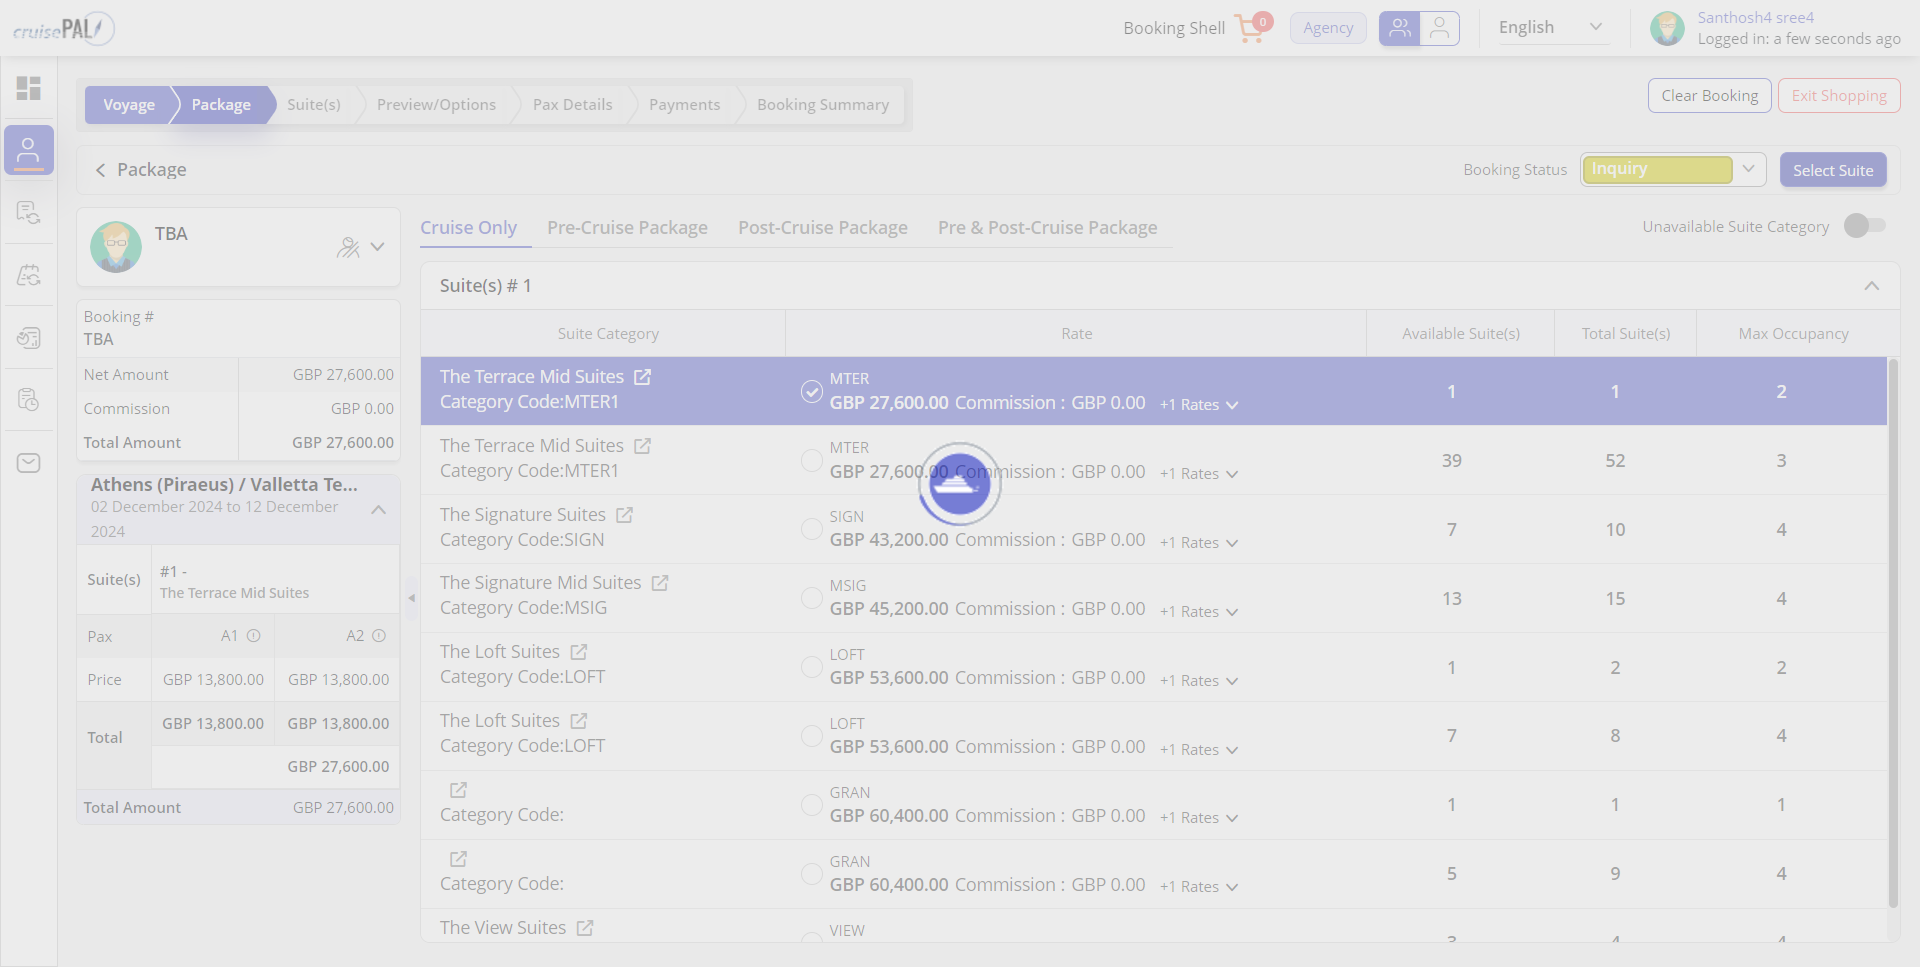 cruisePAL
Booking Shell
0
Agency
English
Santhosh4 sree4
Logged in: a few seconds ago
Voyage
Package
Suite(s)
Preview/Options
Pax Details
Payments
Booking Summary
Clear Booking
Exit Shopping
Package
Booking Status
Inquiry
Select Suite
TBA
Cruise Only
Pre-Cruise Package
Post-Cruise Package
Pre & Post-Cruise Package
Unavailable Suite Category
Booking #
TBA
Net Amount GBP 27,600.00
Commission GBP 0.00
Total Amount GBP 27,600.00
Athens (Piraeus) / Valletta Te...
02 December 2024 to 12 December
2024
Suite(s) #1 -
The Terrace Mid Suites
Pax A1 A2
Price GBP 13,800.00 GBP 13,800.00
Total GBP 13,800.00 GBP 13,800.00
GBP 27,600.00
Total Amount GBP 27,600.00
Suite(s) # 1
Suite Category Rate Available Suite(s) Total Suite(s) Max Occupancy
The Terrace Mid Suites MTER
Category Code:MTER1 GBP 27,600.00 Commission : GBP 0.00 +1 Rates 1 1 2
The Terrace Mid Suites MTER
Category Code:MTER1 GBP 27,600.00 Commission : GBP 0.00 +1 Rates 39 52 3
The Signature Suites SIGN
Category Code:SIGN GBP 43,200.00 Commission : GBP 0.00 +1 Rates 7 10 4
The Signature Mid Suites MSIG
Category Code:MSIG GBP 45,200.00 Commission : GBP 0.00 +1 Rates 13 15 4
The Loft Suites LOFT
Category Code:LOFT GBP 53,600.00 Commission : GBP 0.00 +1 Rates 1 2 2
The Loft Suites LOFT
Category Code:LOFT GBP 53,600.00 Commission : GBP 0.00 +1 Rates 7 8 4
GRAN
Category Code: GBP 60,400.00 Commission : GBP 0.00 +1 Rates 1 1 1
GRAN
Category Code: GBP 60,400.00 Commission : GBP 0.00 +1 Rates 5 9 4
The View Suites VIEW